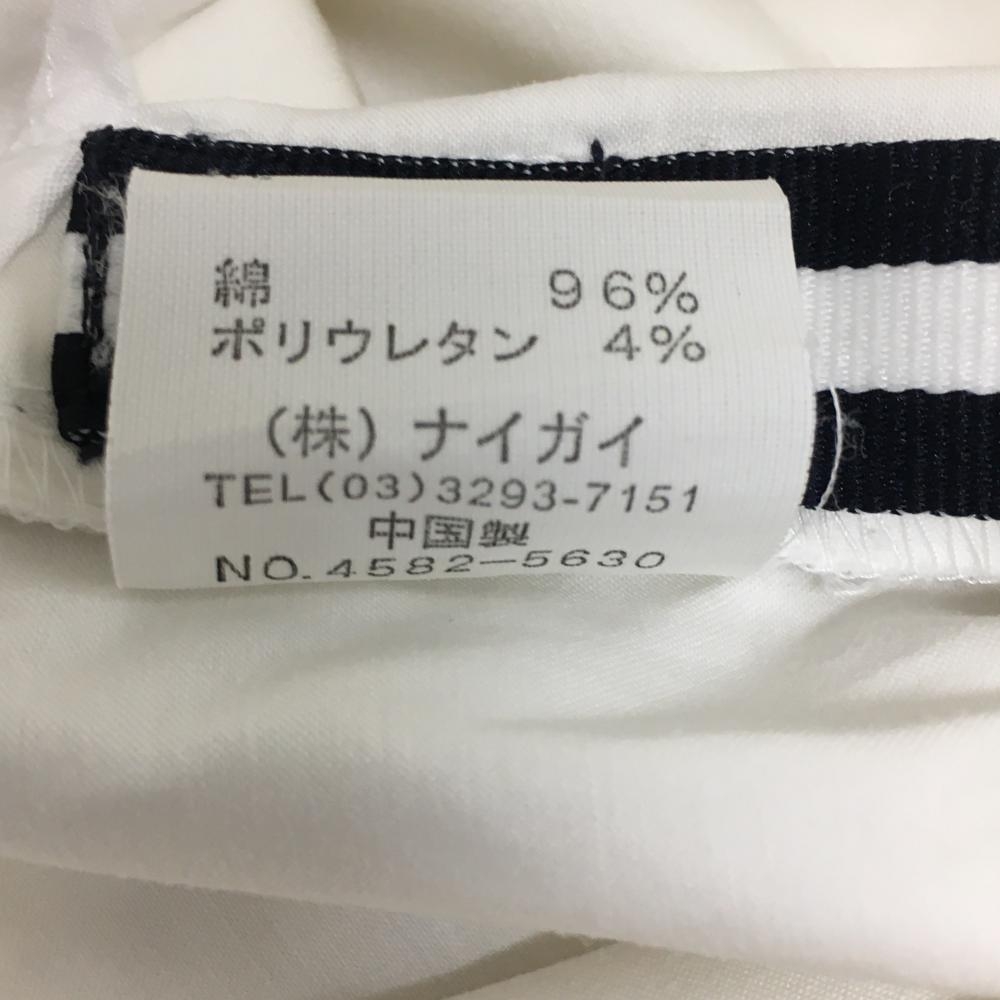 綿 96%
ポリウレタン 4%
(株)ナイガイ
TEL(03)3293-7151
中国製
NO.4582-5630